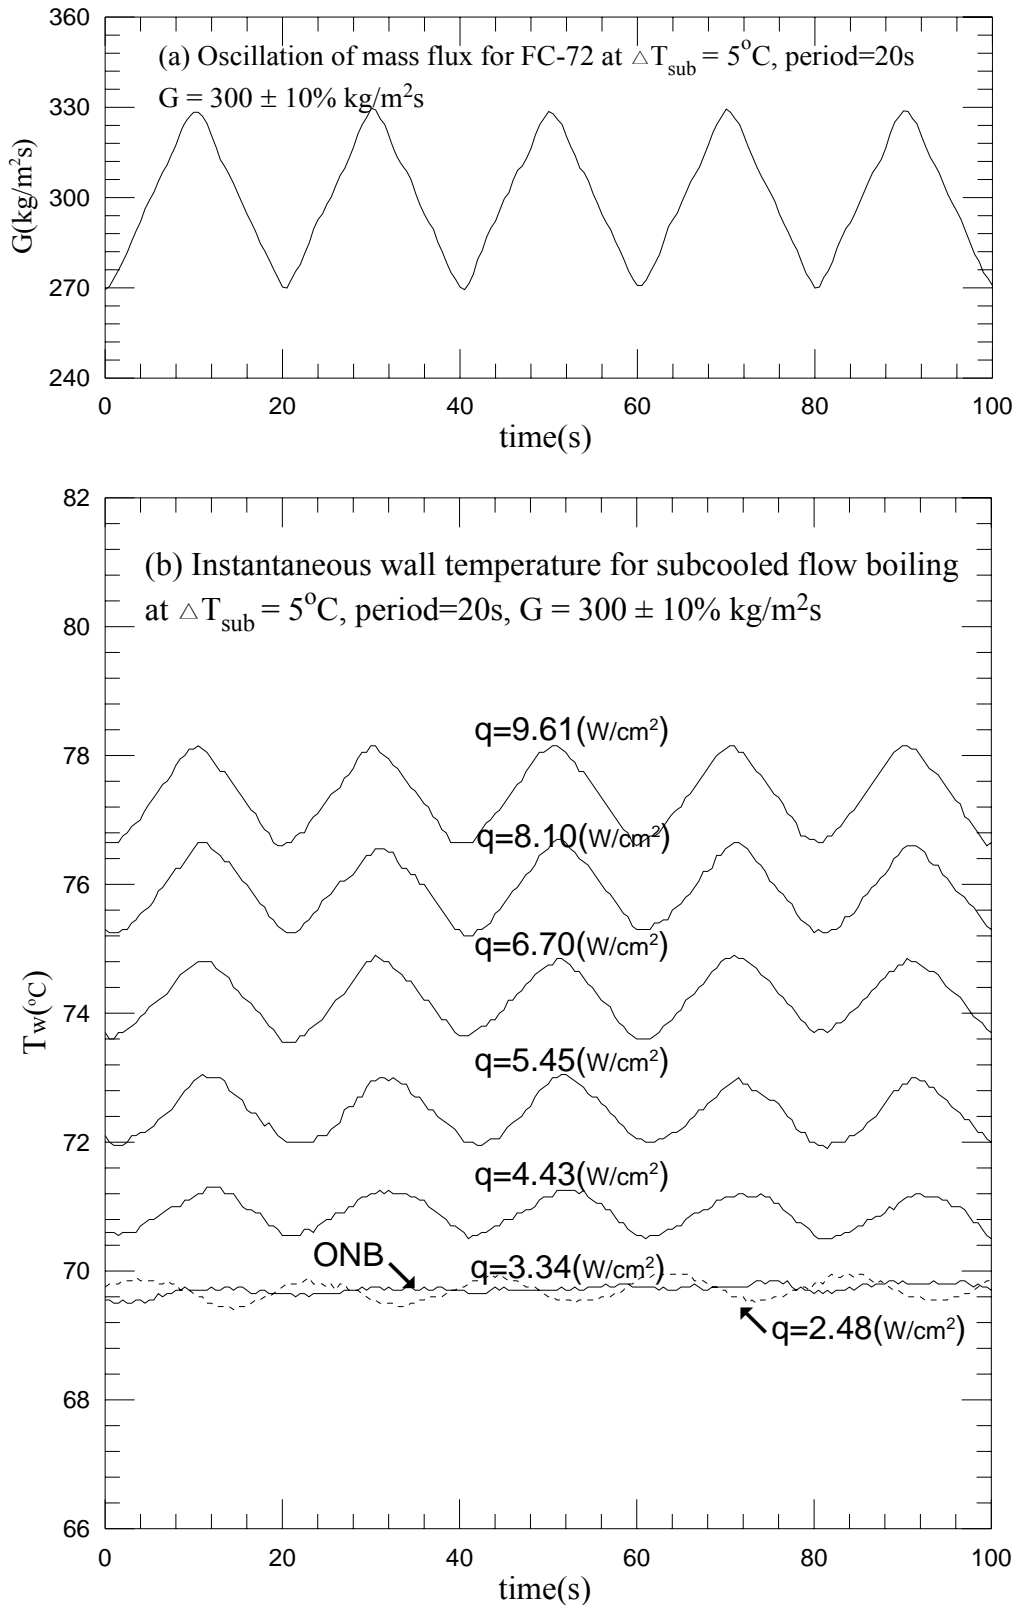 360
330
300
270
240
G(kg/m²s)
(a) Oscillation of mass flux for FC-72 at △Tsub = 5°C, period=20s
G = 300 ± 10% kg/m²s
0 20 40 60 80 100
time(s)
82
80
78
76
74
72
70
68
66
Tw(°C)
(b) Instantaneous wall temperature for subcooled flow boiling
at △Tsub = 5°C, period=20s, G = 300 ± 10% kg/m²s
q=9.61(W/cm²)
q=8.10(W/cm²)
q=6.70(W/cm²)
q=5.45(W/cm²)
q=4.43(W/cm²)
ONB
q=3.34(W/cm²)
q=2.48(W/cm²)
0 20 40 60 80 100
time(s)